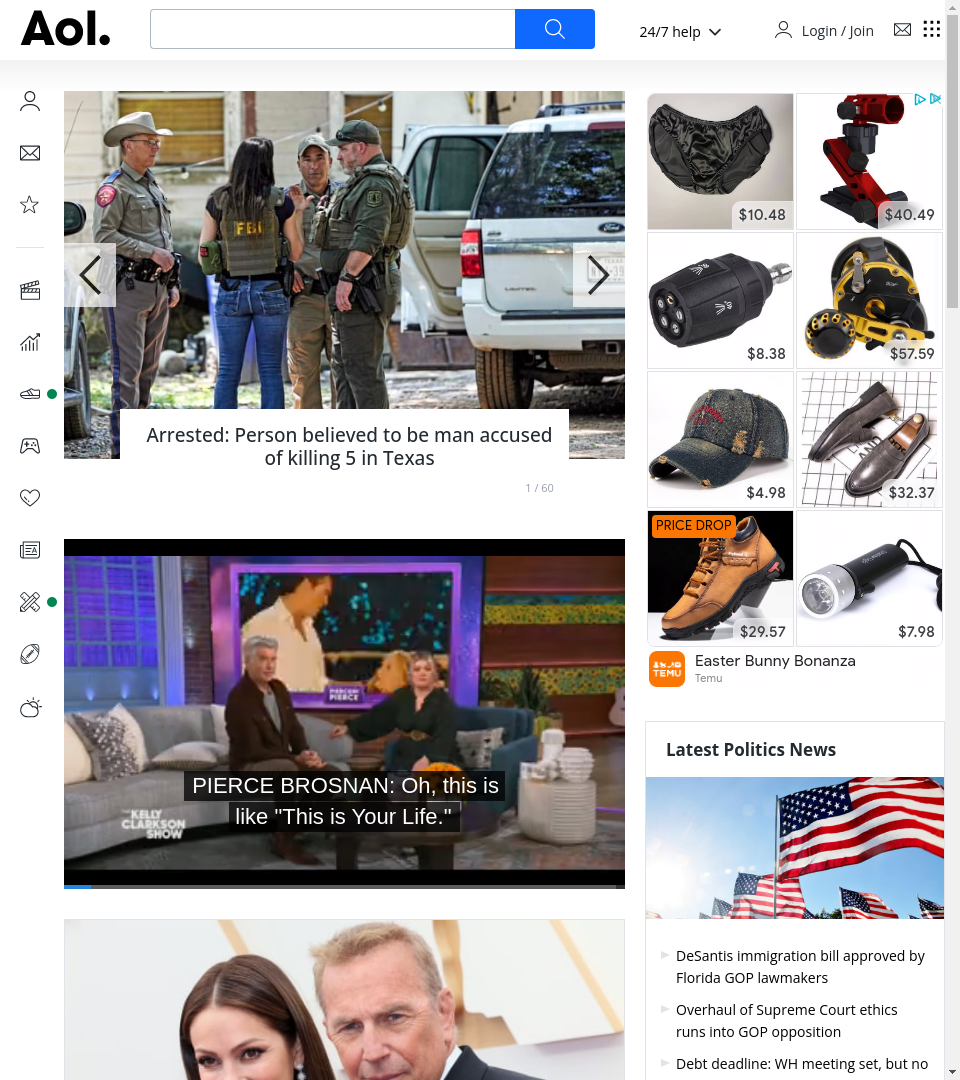 Aol.
24/7 help
Login / Join
FBI
Arrested: Person believed to be man accused
of killing 5 in Texas
1 / 60
PIERCE BROSNAN: Oh, this is
like "This is Your Life."
KELLY
CLARKSON
SHOW
$10.48
$40.49
$8.38
$57.59
$4.98
$32.37
PRICE DROP
$29.57
$7.98
TEMU
Easter Bunny Bonanza
Temu
Latest Politics News
DeSantis immigration bill approved by
Florida GOP lawmakers
Overhaul of Supreme Court ethics
runs into GOP opposition
Debt deadline: WH meeting set, but no